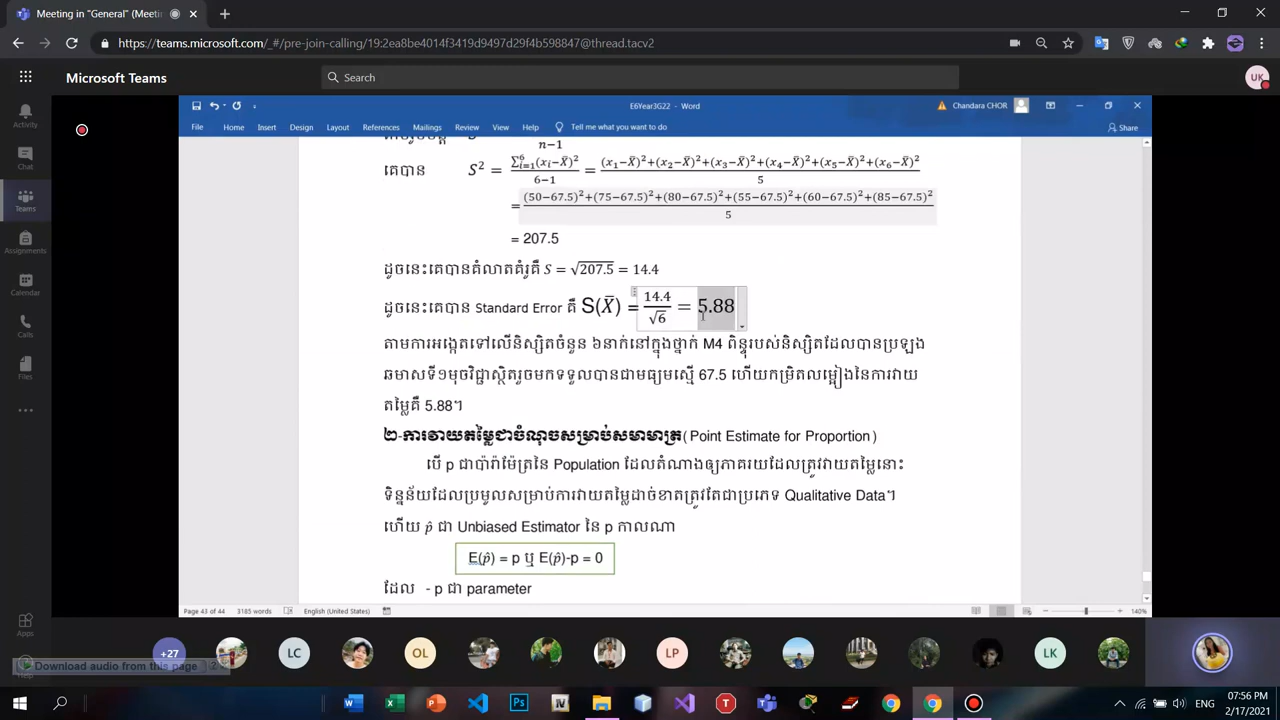 Meeting in "General" (Meeting)
https://teams.microsoft.com/_#/pre-join-calling/19:2ea8be4014f3419d9497d29f4b598847@thread.tacv2
Microsoft Teams
Search
UK
Activity
Chat
Teams
Assignments
Calendar
Calls
Files
Apps
Help
E6Year3G22 - Word
Chandara CHOR
File Home Insert Design Layout References Mailings Review View Help Tell me what you want to do
Share
n−1
គេបាន S² = ∑⁶ᵢ₌₁(xᵢ−X̄)²/6−1 = (x₁−X̄)²+(x₂−X̄)²+(x₃−X̄)²+(x₄−X̄)²+(x₅−X̄)²+(x₆−X̄)²/5
= (50−67.5)²+(75−67.5)²+(80−67.5)²+(55−67.5)²+(60−67.5)²+(85−67.5)²/5
= 207.5
ដូចនេះគេបានគំលាតគំរូគឺ S = √207.5 = 14.4
ដូចនេះគេបាន Standard Error គឺ S(X̄) = 14.4/√6 = 5.88
តាមការអង្កេតទៅលើនិស្សិតចំនួន ៦នាក់នៅក្នុងថ្នាក់ M4 ពិន្ទុរបស់និស្សិតដែលបានប្រឡង
ឆមាសទី១មុចវិជ្ជាស្ថិតរួចមកទទួលបានជាមធ្យមស្មើ 67.5 ហើយកម្រិតលម្អៀងនៃការវាយ
តម្លៃគឺ 5.88។
២-ការវាយតម្លៃជាចំណុចសម្រាប់សមាមាត្រ(Point Estimate for Proportion)
បើ p ជាប៉ារ៉ាម៉ែត្រនៃ Population ដែលតំណាងឲ្យភាគរយដែលត្រូវវាយតម្លៃនោះ
ទិន្នន័យដែលប្រមូលសម្រាប់ការវាយតម្លៃដាច់ខាតត្រូវតែជាប្រភេទ Qualitative Data។
ហើយ p̂ ជា Unbiased Estimator នៃ p កាលណា
E(p̂) = p ឬ E(p̂)-p = 0
ដែល - p ជា parameter
Page 43 of 44 3185 words English (United States) 140%
+27 LC OL LP LK
Download audio from this page
ENG
07:56 PM
2/17/2021